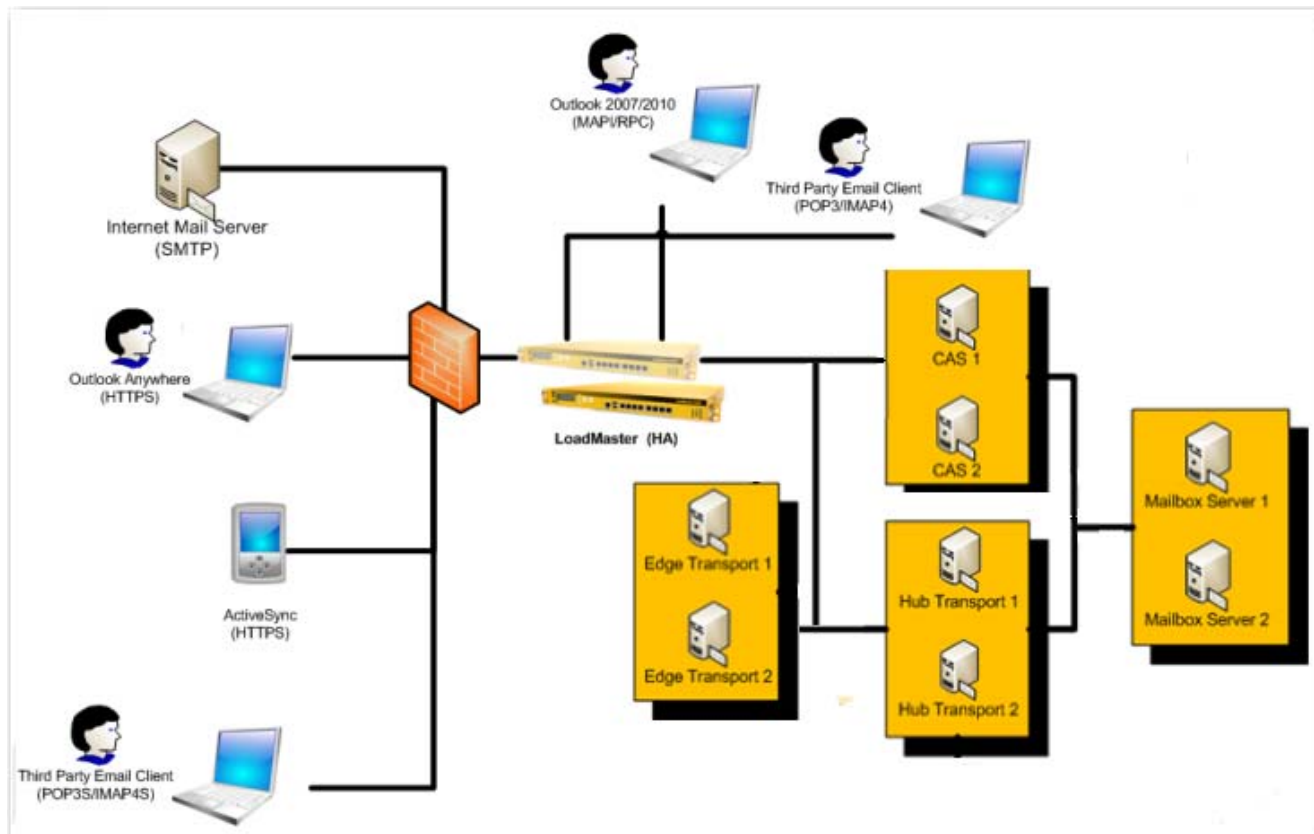 Outlook 2007/2010
(MAPI/RPC)
Third Party Email Client
(POP3/IMAP4)
Internet Mail Server
(SMTP)
Outlook Anywhere
(HTTPS)
LoadMaster (HA)
CAS 1
CAS 2
Mailbox Server 1
Mailbox Server 2
Edge Transport 1
Edge Transport 2
Hub Transport 1
Hub Transport 2
ActiveSync
(HTTPS)
Third Party Email Client
(POP3S/IMAP4S)